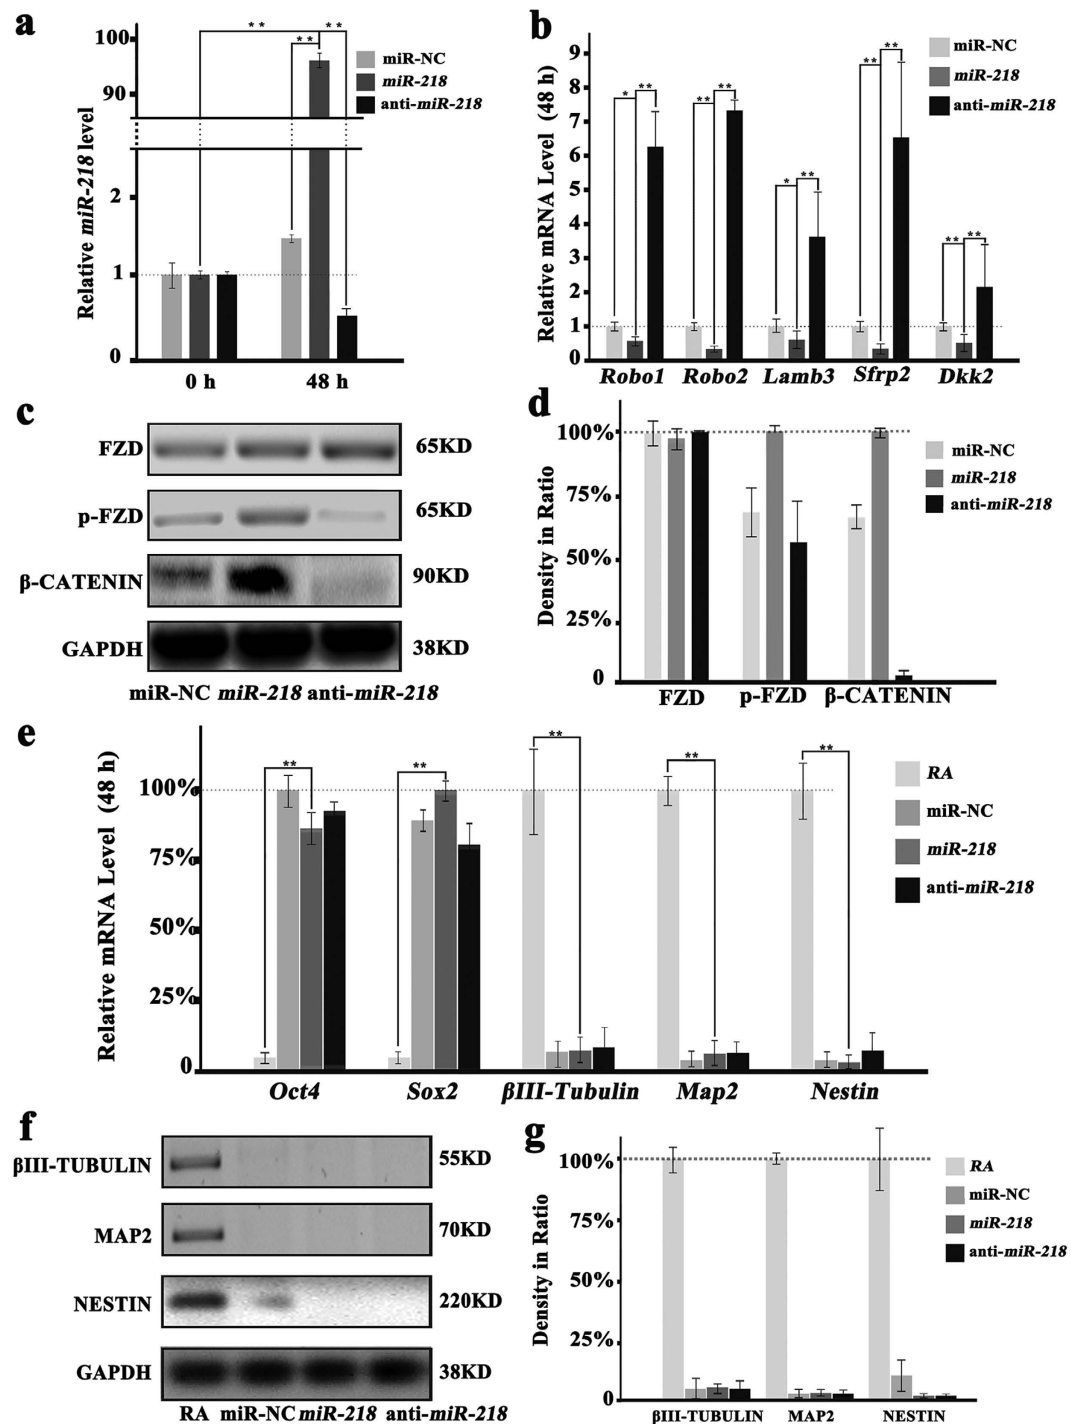 a
Relative miR-218 level
100
90
2
1
0
**
**
**
miR-NC
miR-218
anti-miR-218
0 h
48 h
b
Relative mRNA Level (48 h)
9
8
7
6
5
4
3
2
1
0
*
**
**
**
*
**
**
**
**
**
miR-NC
miR-218
anti-miR-218
Robo1
Robo2
Lamb3
Sfrp2
Dkk2
c
FZD
65KD
p-FZD
65KD
β-CATENIN
90KD
GAPDH
38KD
miR-NC miR-218 anti-miR-218
d
Density in Ratio
100%
75%
50%
25%
0
miR-NC
miR-218
anti-miR-218
FZD
p-FZD
β-CATENIN
e
Relative mRNA Level (48 h)
100%
75%
50%
25%
0
**
**
**
**
**
RA
miR-NC
miR-218
anti-miR-218
Oct4
Sox2
βIII-Tubulin
Map2
Nestin
f
βIII-TUBULIN
55KD
MAP2
70KD
NESTIN
220KD
GAPDH
38KD
RA miR-NC miR-218 anti-miR-218
g
Density in Ratio
100%
75%
50%
25%
0
RA
miR-NC
miR-218
anti-miR-218
βIII-TUBULIN
MAP2
NESTIN